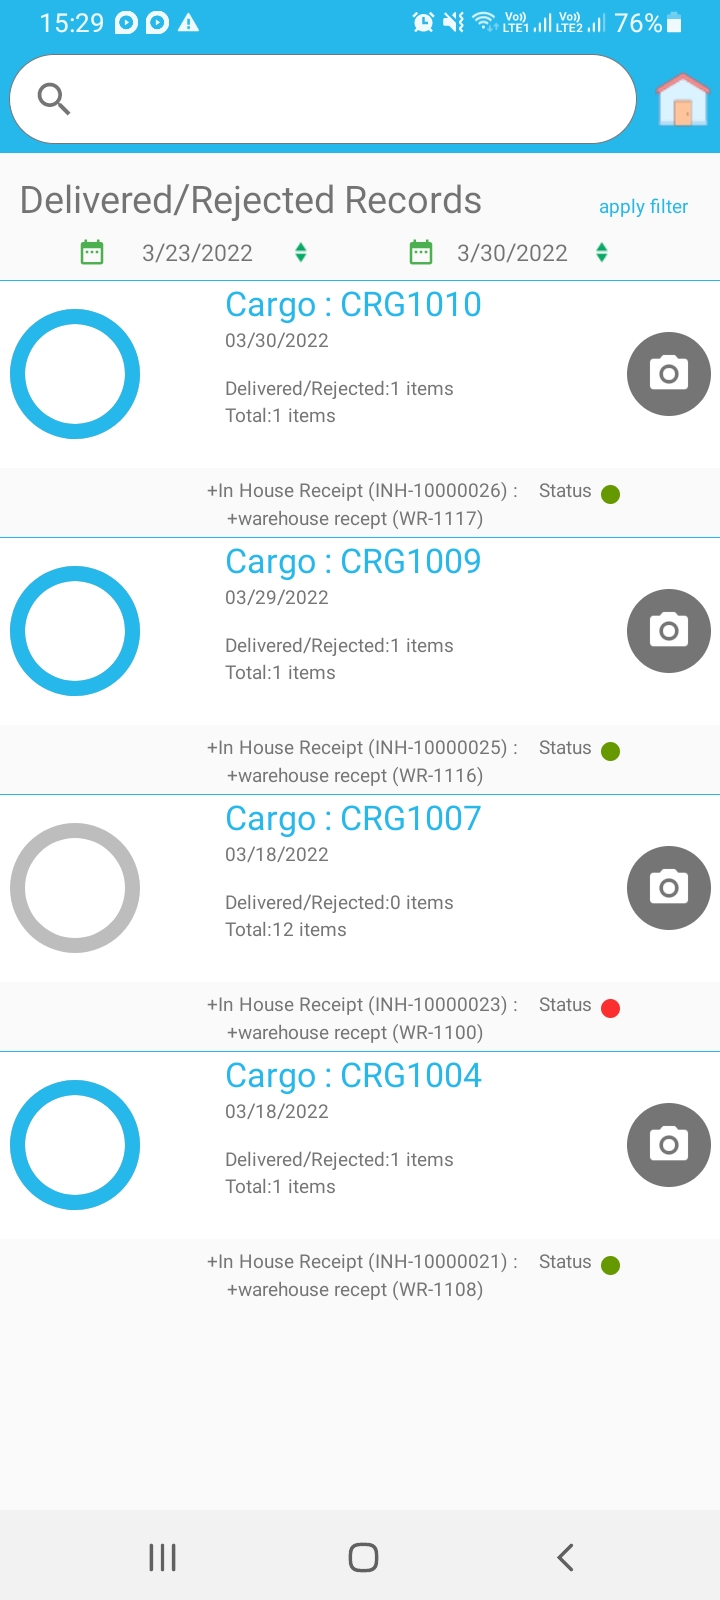 15:29 Vo)) LTE1 Vo)) LTE2 76%
Delivered/Rejected Records
apply filter
3/23/2022 3/30/2022
Cargo : CRG1010
03/30/2022
Delivered/Rejected:1 items
Total:1 items
+In House Receipt (INH-10000026) : Status
+warehouse recept (WR-1117)
Cargo : CRG1009
03/29/2022
Delivered/Rejected:1 items
Total:1 items
+In House Receipt (INH-10000025) : Status
+warehouse recept (WR-1116)
Cargo : CRG1007
03/18/2022
Delivered/Rejected:0 items
Total:12 items
+In House Receipt (INH-10000023) : Status
+warehouse recept (WR-1100)
Cargo : CRG1004
03/18/2022
Delivered/Rejected:1 items
Total:1 items
+In House Receipt (INH-10000021) : Status
+warehouse recept (WR-1108)